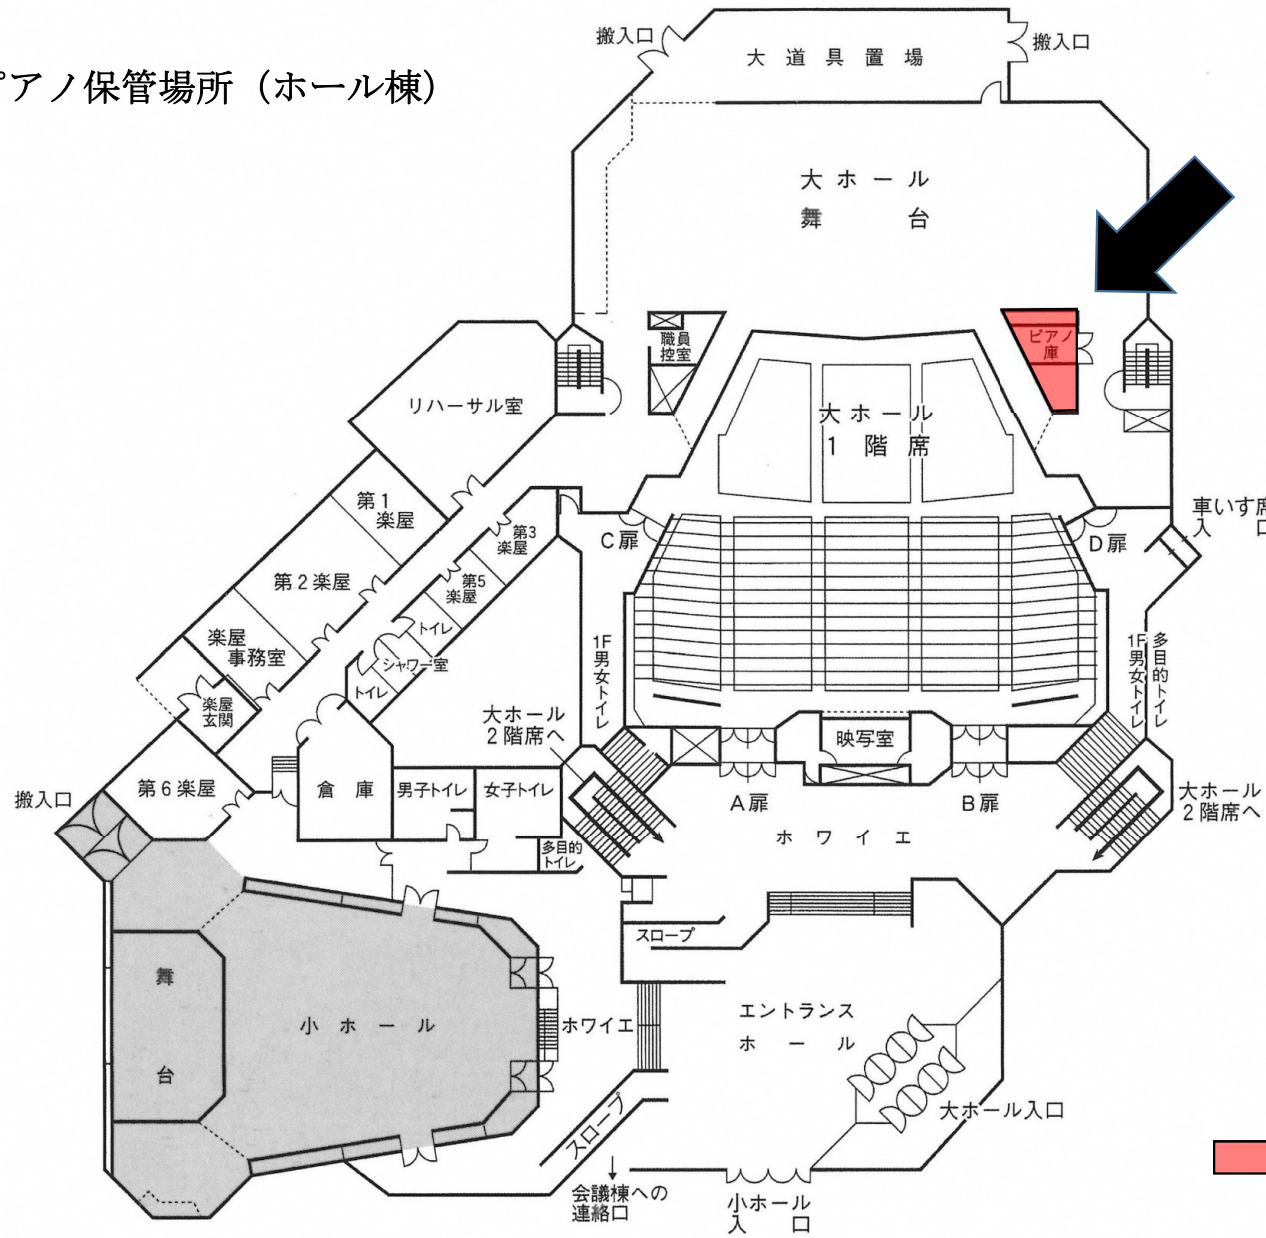 ピアノ保管場所（ホール棟）
搬入口
大道具置場
搬入口
大ホール
舞台
職員
控室
ピアノ
庫
リハーサル室
大ホール
1階席
第1
楽屋
第2楽屋
楽屋
事務室
楽屋
玄関
第3
楽屋
第5
楽屋
トイレ
シャワー室
トイレ
C扉
D扉
車いす席
入口
1F男女トイレ
1F男女トイレ
多目的トイレ
大ホール
2階席へ
映写室
第6楽屋
倉庫
男子トイレ
女子トイレ
A扉
B扉
大ホール
2階席へ
搬入口
多目的
トイレ
ホワイエ
スロープ
舞台
小ホール
ホワイエ
エントランス
ホール
スロープ
大ホール入口
会議棟への
連絡口
小ホール
入口